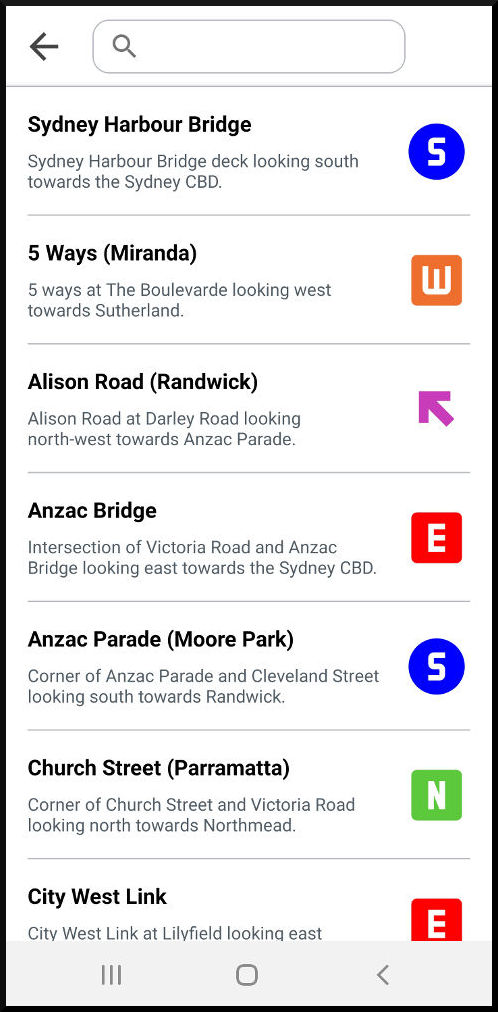 Sydney Harbour Bridge
Sydney Harbour Bridge deck looking south
towards the Sydney CBD.
S
5 Ways (Miranda)
5 ways at The Boulevarde looking west
towards Sutherland.
W
Alison Road (Randwick)
Alison Road at Darley Road looking
north-west towards Anzac Parade.
Anzac Bridge
Intersection of Victoria Road and Anzac
Bridge looking east towards the Sydney CBD.
E
Anzac Parade (Moore Park)
Corner of Anzac Parade and Cleveland Street
looking south towards Randwick.
S
Church Street (Parramatta)
Corner of Church Street and Victoria Road
looking north towards Northmead.
N
City West Link
City West Link at Lilyfield looking east
E